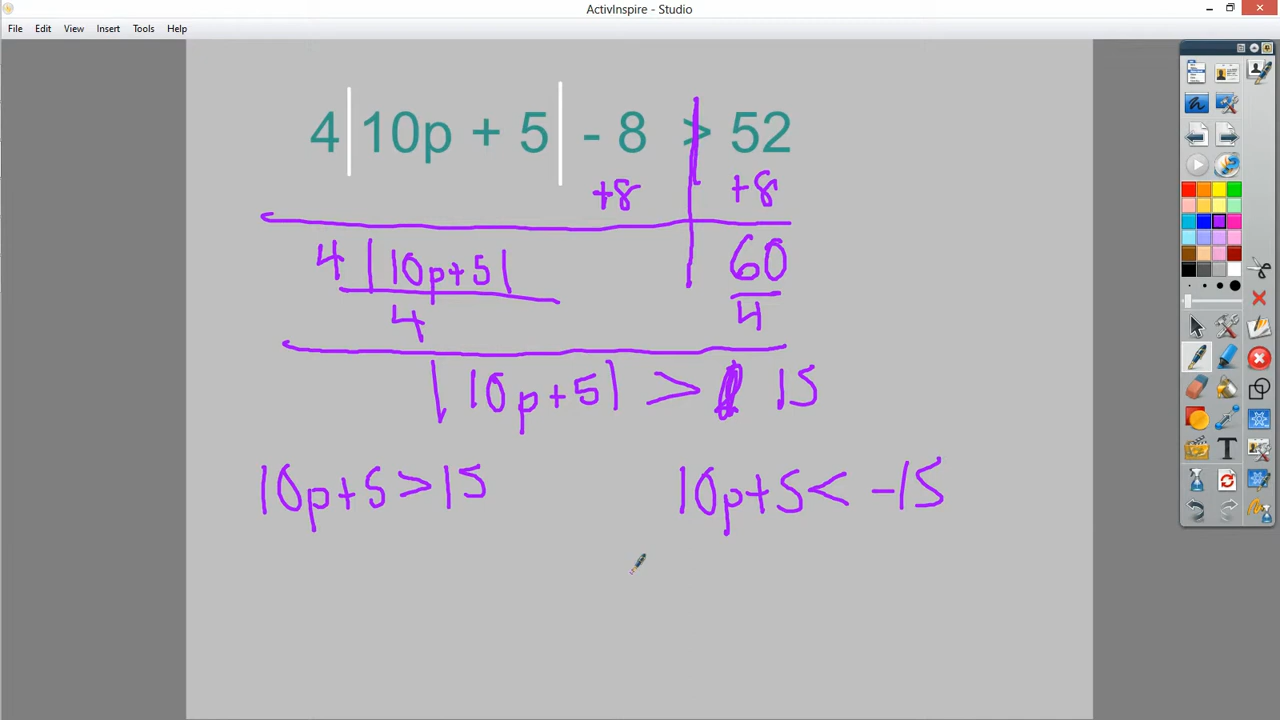 ActivInspire - Studio
File Edit View Insert Tools Help
4|10p + 5| - 8 > 52
+8 +8
4 |10p+5| 60
4 4
|10p+5| > 15
10p+5>15 10p+5< -15